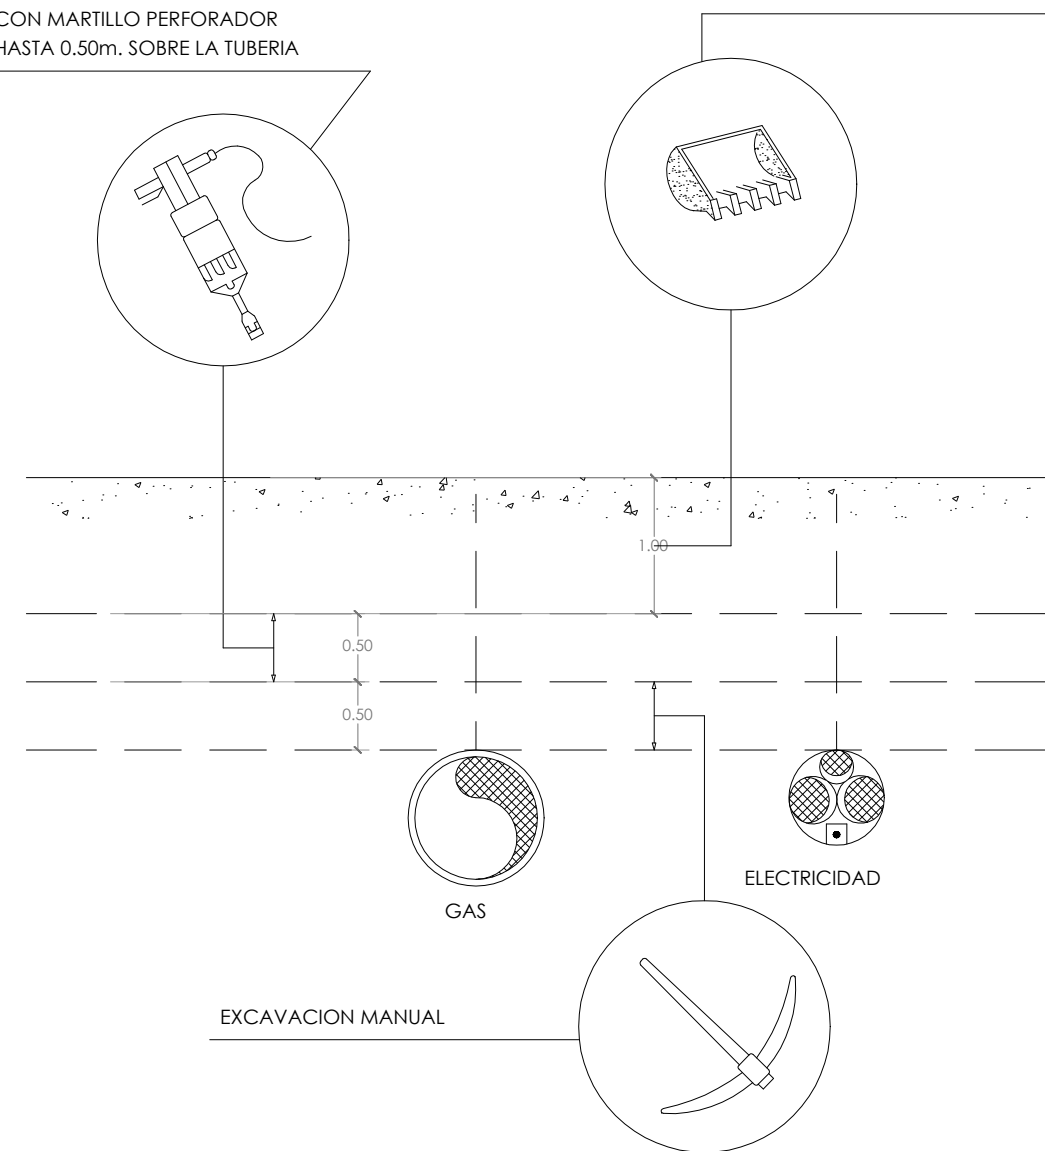 CON MARTILLO PERFORADOR
HASTA 0.50m. SOBRE LA TUBERIA
1.00
0.50
0.50
ELECTRICIDAD
GAS
EXCAVACION MANUAL